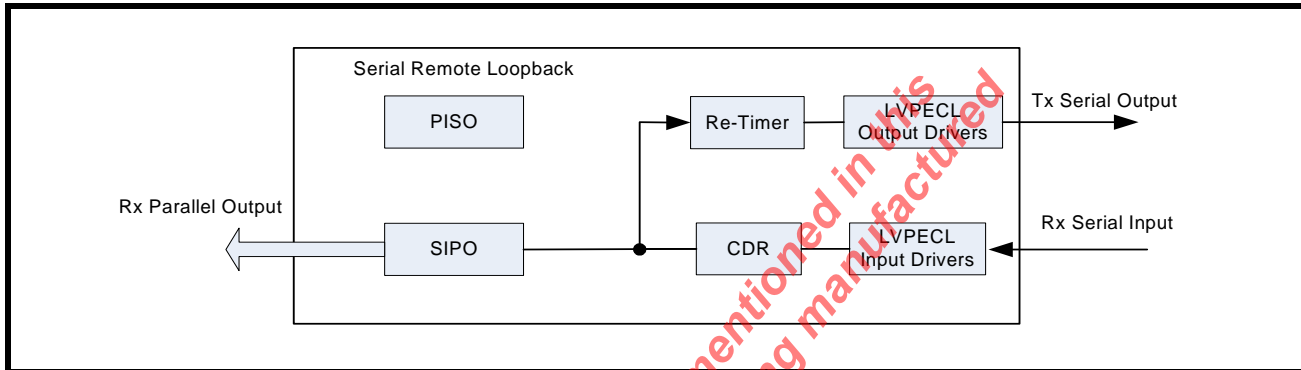 Serial Remote Loopback
PISO
Re-Timer
LVPECL
Output Drivers
Tx Serial Output
Rx Parallel Output
SIPO
CDR
LVPECL
Input Drivers
Rx Serial Input
mentioned in this
ng manufactured